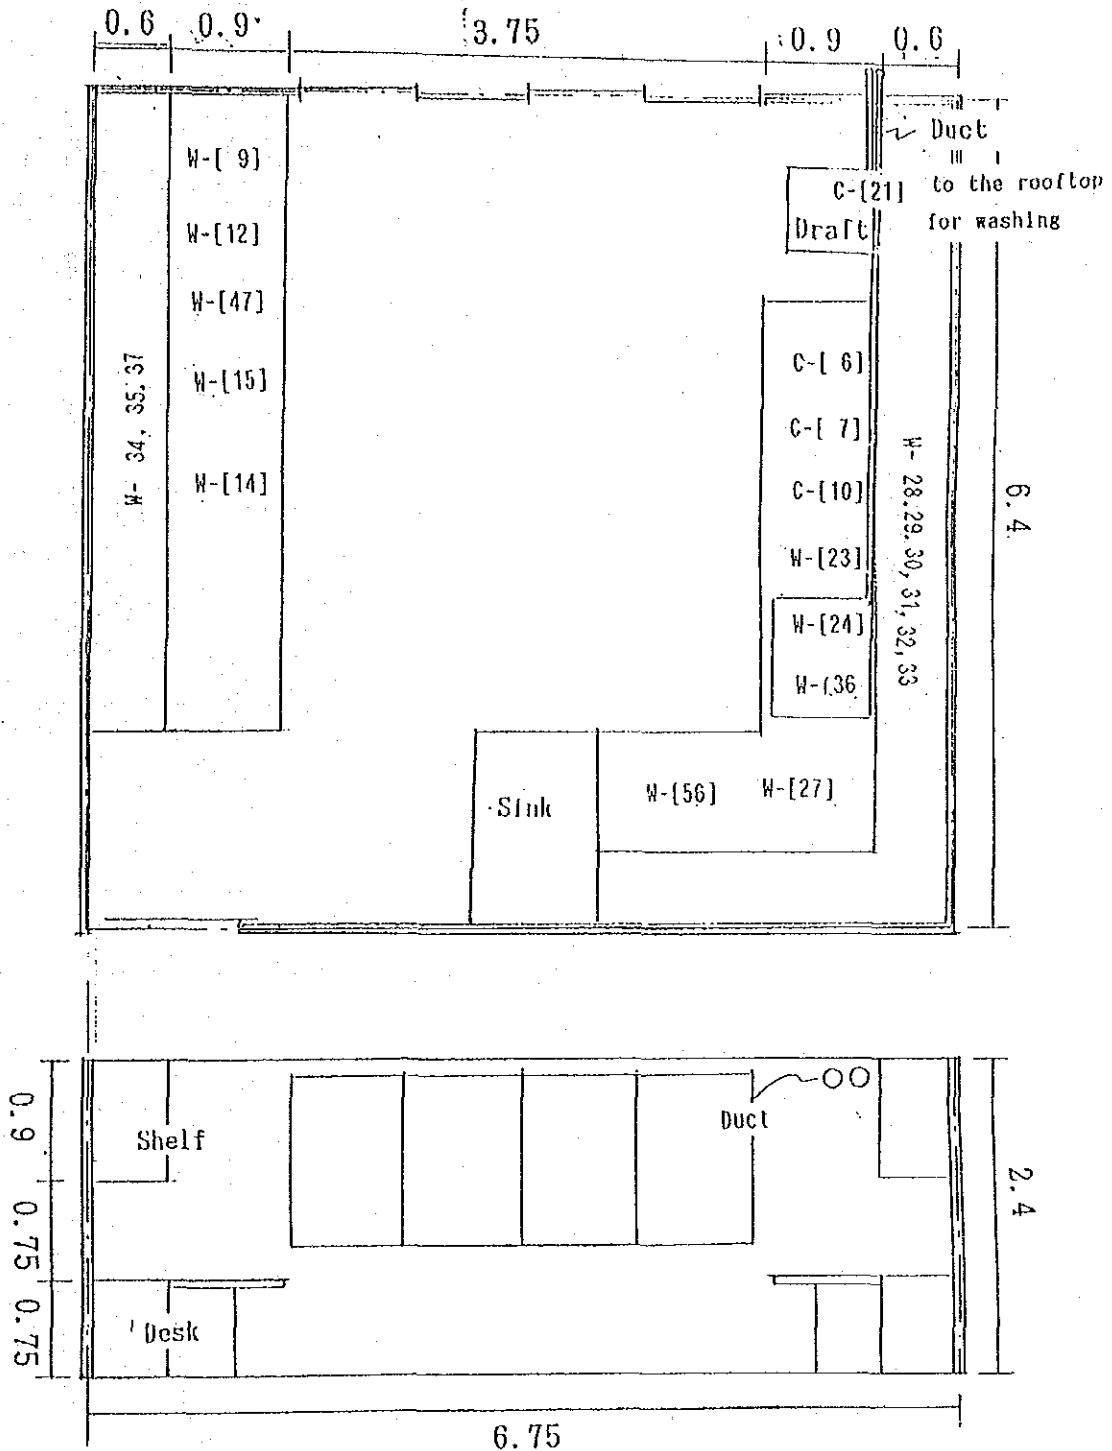 0.6 0.9 3.75 0.9 0.6
Duct
to the rooftop
for washing
W-[ 9]
W-[12]
W-[47]
W-[15]
W-[14]
W- 34, 35. 37
C-[21]
Draft
C-[ 6]
C-[ 7]
C-[10]
W-[23]
W-[24]
W-(36
W- 28.29.30, 31, 32, 33
6.4
Sink
W-[56] W-[27]
Shelf
Duct
Desk
0.9
0.75
0.75
2.4
6.75